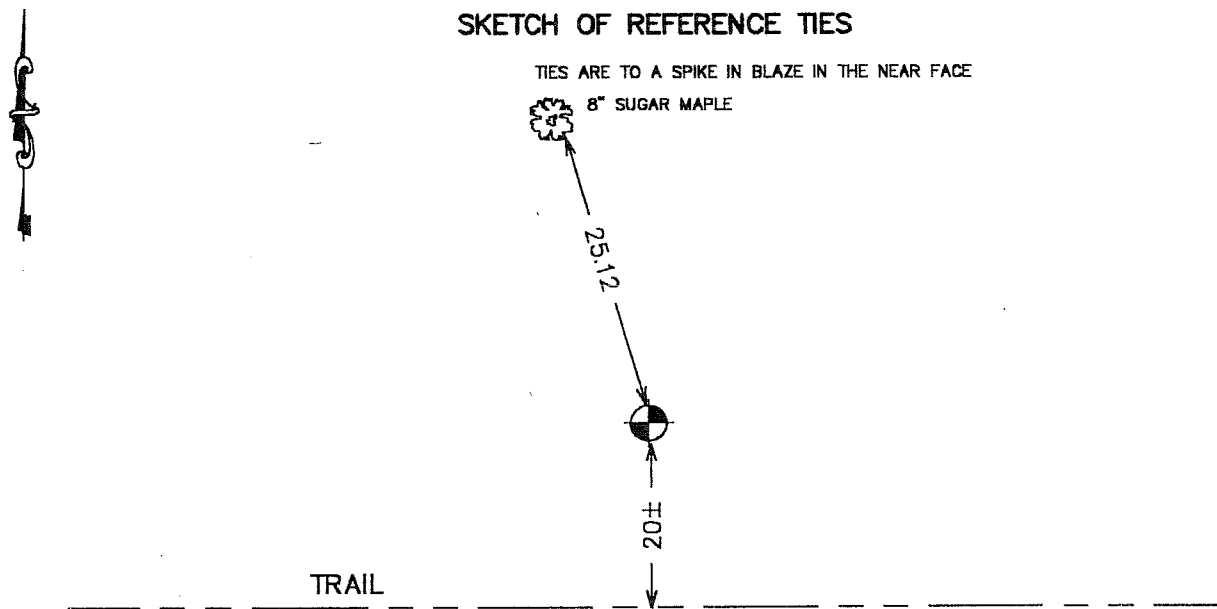 SKETCH OF REFERENCE TIES
TIES ARE TO A SPIKE IN BLAZE IN THE NEAR FACE
8" SUGAR MAPLE
25.12
20±
TRAIL